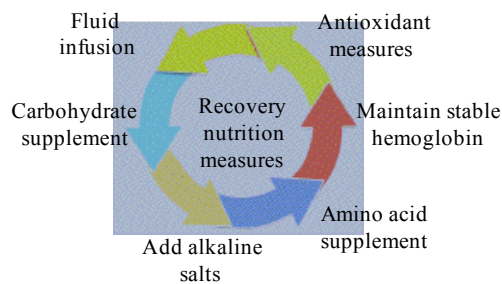 Fluid
infusion
Antioxidant
measures
Carbohydrate
supplement
Recovery
nutrition
measures
Maintain stable
hemoglobin
Add alkaline
salts
Amino acid
supplement